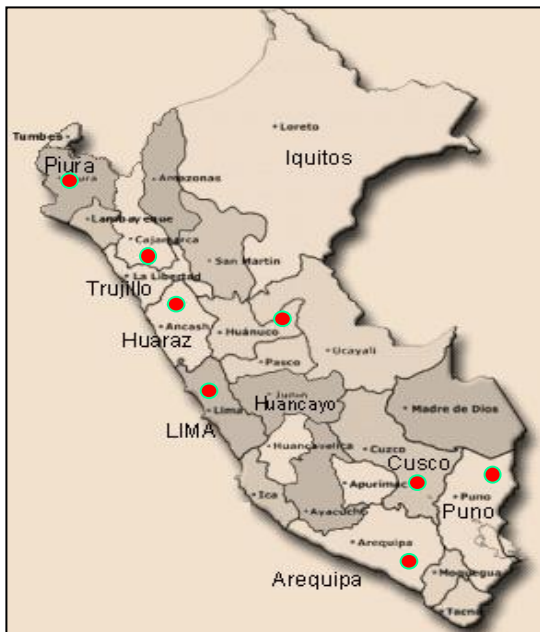 Loreto
Tumbes
Iquitos
Piura
Amazonas
Lambayeque
Cajamarca
San Martin
La Libertad
Trujillo
Ancash
Huánuco
Huaraz
Ucayali
Pasco
Junin
Huancayo
Lima
Madre de Dios
LIMA
Huancavelica
Cuzco
Cusco
Apurimac
Ica
Puno
Puno
Ayacucho
Arequipa
Moquegua
Arequipa
Tacna